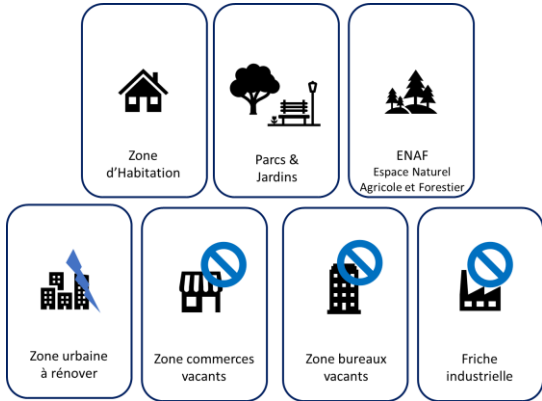 Zone
d'Habitation
Parcs &
Jardins
ENAF
Espace Naturel
Agricole et Forestier
Zone urbaine
à rénover
Zone commerces
vacants
Zone bureaux
vacants
Friche
industrielle